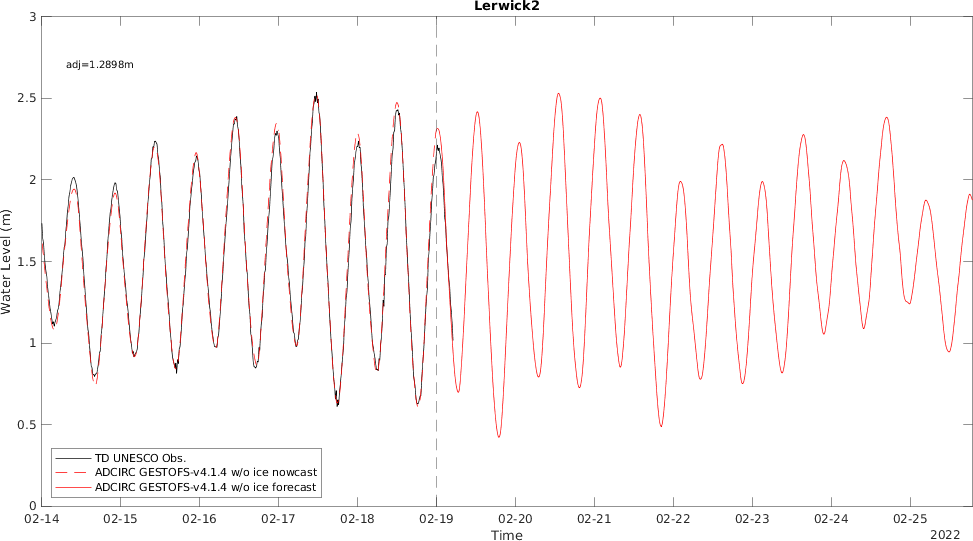 Lerwick2
3
adj=1.2898m
2.5
2
1.5
1
0.5
0
Water Level (m)
TD UNESCO Obs.
ADCIRC GESTOFS-v4.1.4 w/o ice nowcast
ADCIRC GESTOFS-v4.1.4 w/o ice forecast
02-14 02-15 02-16 02-17 02-18 02-19 02-20 02-21 02-22 02-23 02-24 02-25
Time
2022